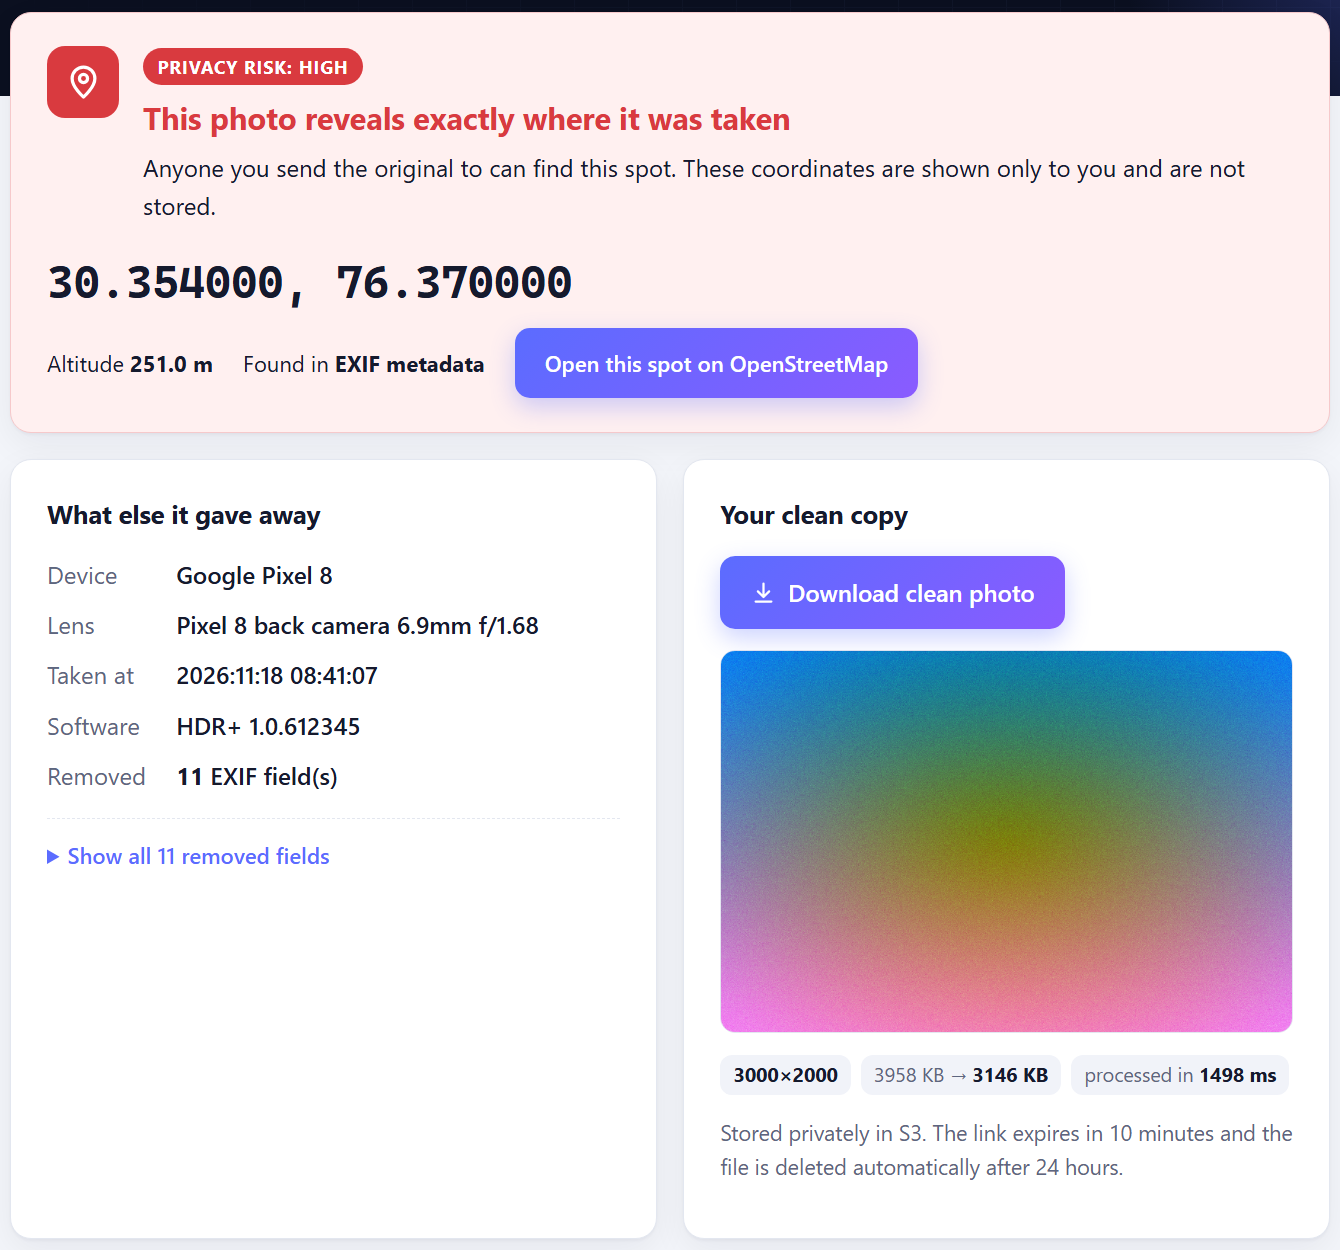 PRIVACY RISK: HIGH
This photo reveals exactly where it was taken
Anyone you send the original to can find this spot. These coordinates are shown only to you and are not
stored.
30.354000, 76.370000
Altitude 251.0 m Found in EXIF metadata Open this spot on OpenStreetMap
What else it gave away
Device Google Pixel 8
Lens Pixel 8 back camera 6.9mm f/1.68
Taken at 2026:11:18 08:41:07
Software HDR+ 1.0.612345
Removed 11 EXIF field(s)
Show all 11 removed fields
Your clean copy
Download clean photo
3000×2000 3958 KB → 3146 KB processed in 1498 ms
Stored privately in S3. The link expires in 10 minutes and the
file is deleted automatically after 24 hours.